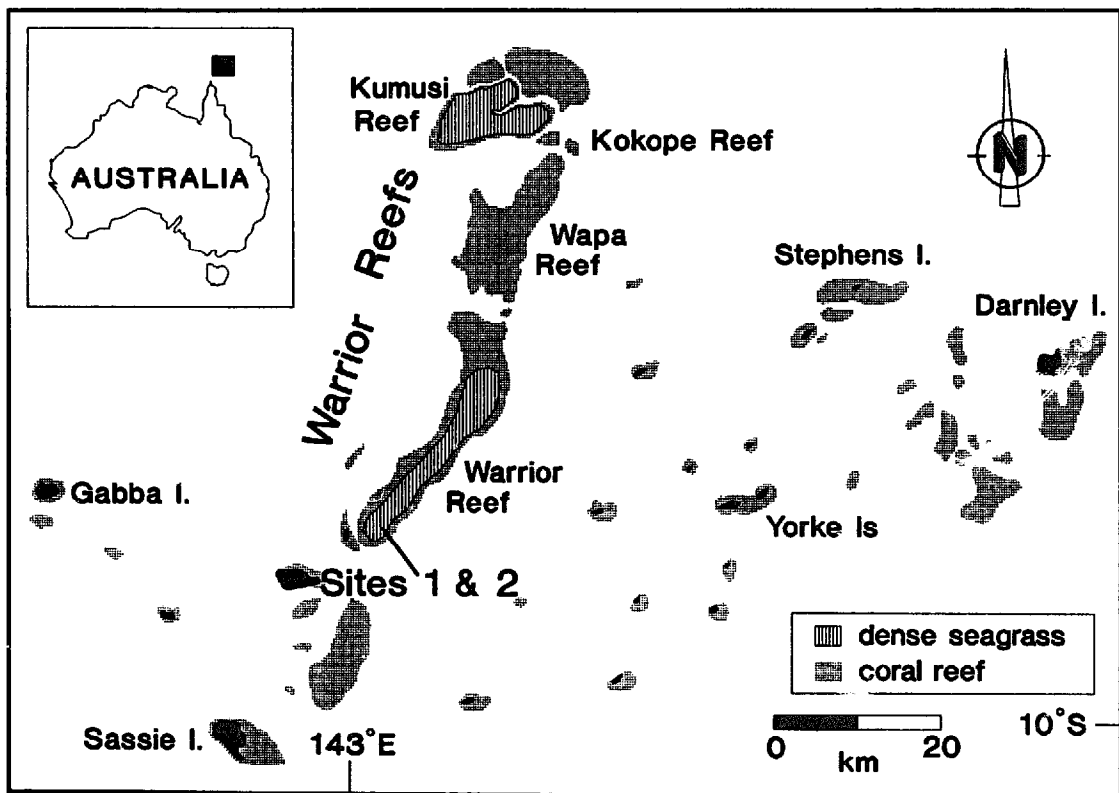 AUSTRALIA
Kumusi
Reef
Kokope Reef
N
Warrior Reefs
Wapa
Reef
Stephens I.
Darnley I.
Warrior
Reef
Gabba I.
Yorke Is
Sites 1 & 2
dense seagrass
coral reef
Sassie I.
143°E
0 20
km
10°S